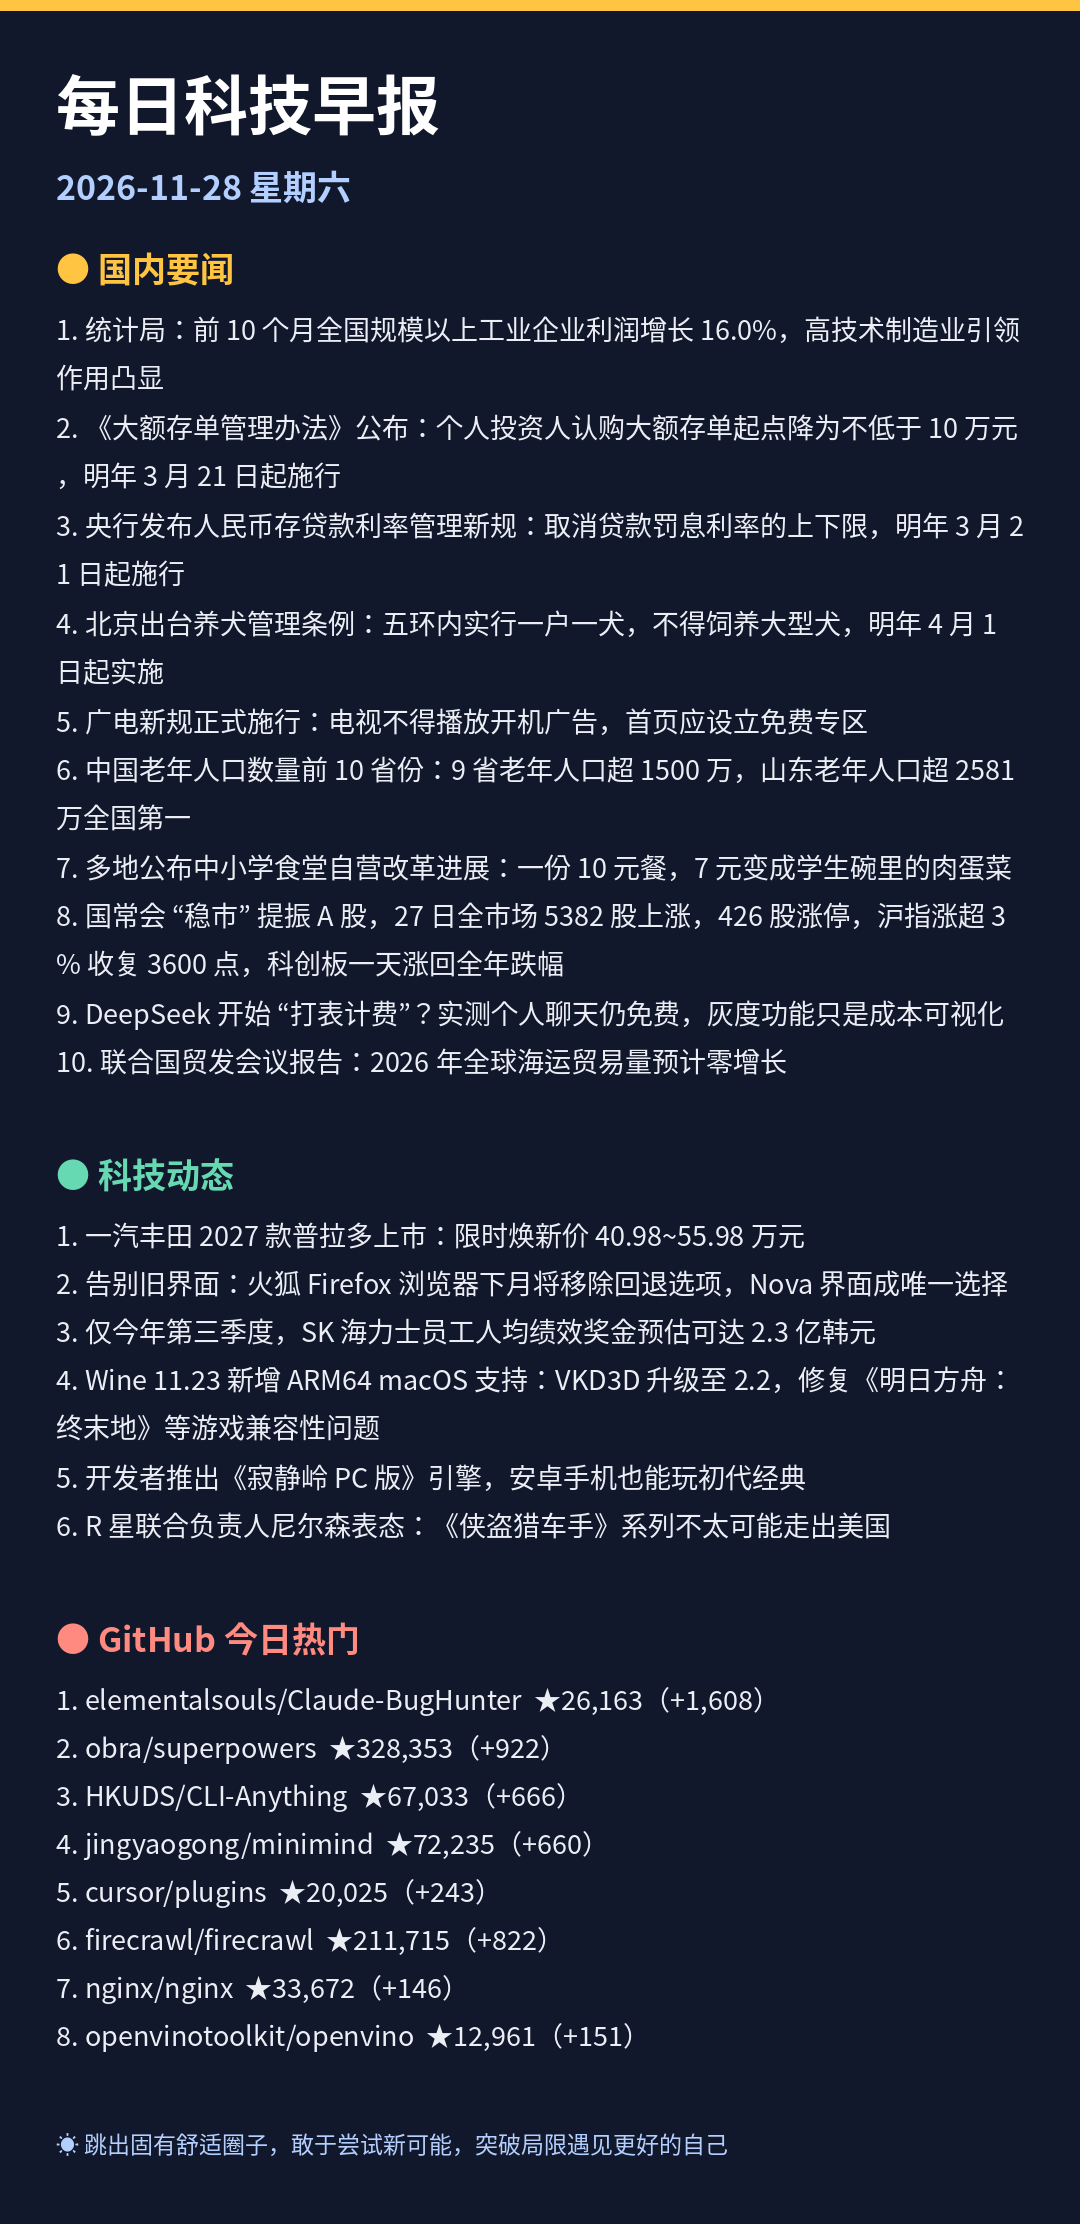 每日科技早报
2026-11-28 星期六
● 国内要闻
1. 统计局：前 10 个月全国规模以上工业企业利润增长 16.0%，高技术制造业引领
作用凸显
2. 《大额存单管理办法》公布：个人投资人认购大额存单起点降为不低于 10 万元
，明年 3 月 21 日起施行
3. 央行发布人民币存贷款利率管理新规：取消贷款罚息利率的上下限，明年 3 月 2
1 日起施行
4. 北京出台养犬管理条例：五环内实行一户一犬，不得饲养大型犬，明年 4 月 1
日起实施
5. 广电新规正式施行：电视不得播放开机广告，首页应设立免费专区
6. 中国老年人口数量前 10 省份：9 省老年人口超 1500 万，山东老年人口超 2581
万全国第一
7. 多地公布中小学食堂自营改革进展：一份 10 元餐，7 元变成学生碗里的肉蛋菜
8. 国常会 “稳市” 提振 A 股，27 日全市场 5382 股上涨，426 股涨停，沪指涨超 3
% 收复 3600 点，科创板一天涨回全年跌幅
9. DeepSeek 开始 “打表计费”？实测个人聊天仍免费，灰度功能只是成本可视化
10. 联合国贸发会议报告：2026 年全球海运贸易量预计零增长
● 科技动态
1. 一汽丰田 2027 款普拉多上市：限时焕新价 40.98~55.98 万元
2. 告别旧界面：火狐 Firefox 浏览器下月将移除回退选项，Nova 界面成唯一选择
3. 仅今年第三季度，SK 海力士员工人均绩效奖金预估可达 2.3 亿韩元
4. Wine 11.23 新增 ARM64 macOS 支持：VKD3D 升级至 2.2，修复《明日方舟：
终末地》等游戏兼容性问题
5. 开发者推出《寂静岭 PC 版》引擎，安卓手机也能玩初代经典
6. R 星联合负责人尼尔森表态：《侠盗猎车手》系列不太可能走出美国
● GitHub 今日热门
1. elementalsouls/Claude-BugHunter ★26,163（+1,608）
2. obra/superpowers ★328,353（+922）
3. HKUDS/CLI-Anything ★67,033（+666）
4. jingyaogong/minimind ★72,235（+660）
5. cursor/plugins ★20,025（+243）
6. firecrawl/firecrawl ★211,715（+822）
7. nginx/nginx ★33,672（+146）
8. openvinotoolkit/openvino ★12,961（+151）
☀ 跳出固有舒适圈子，敢于尝试新可能，突破局限遇见更好的自己